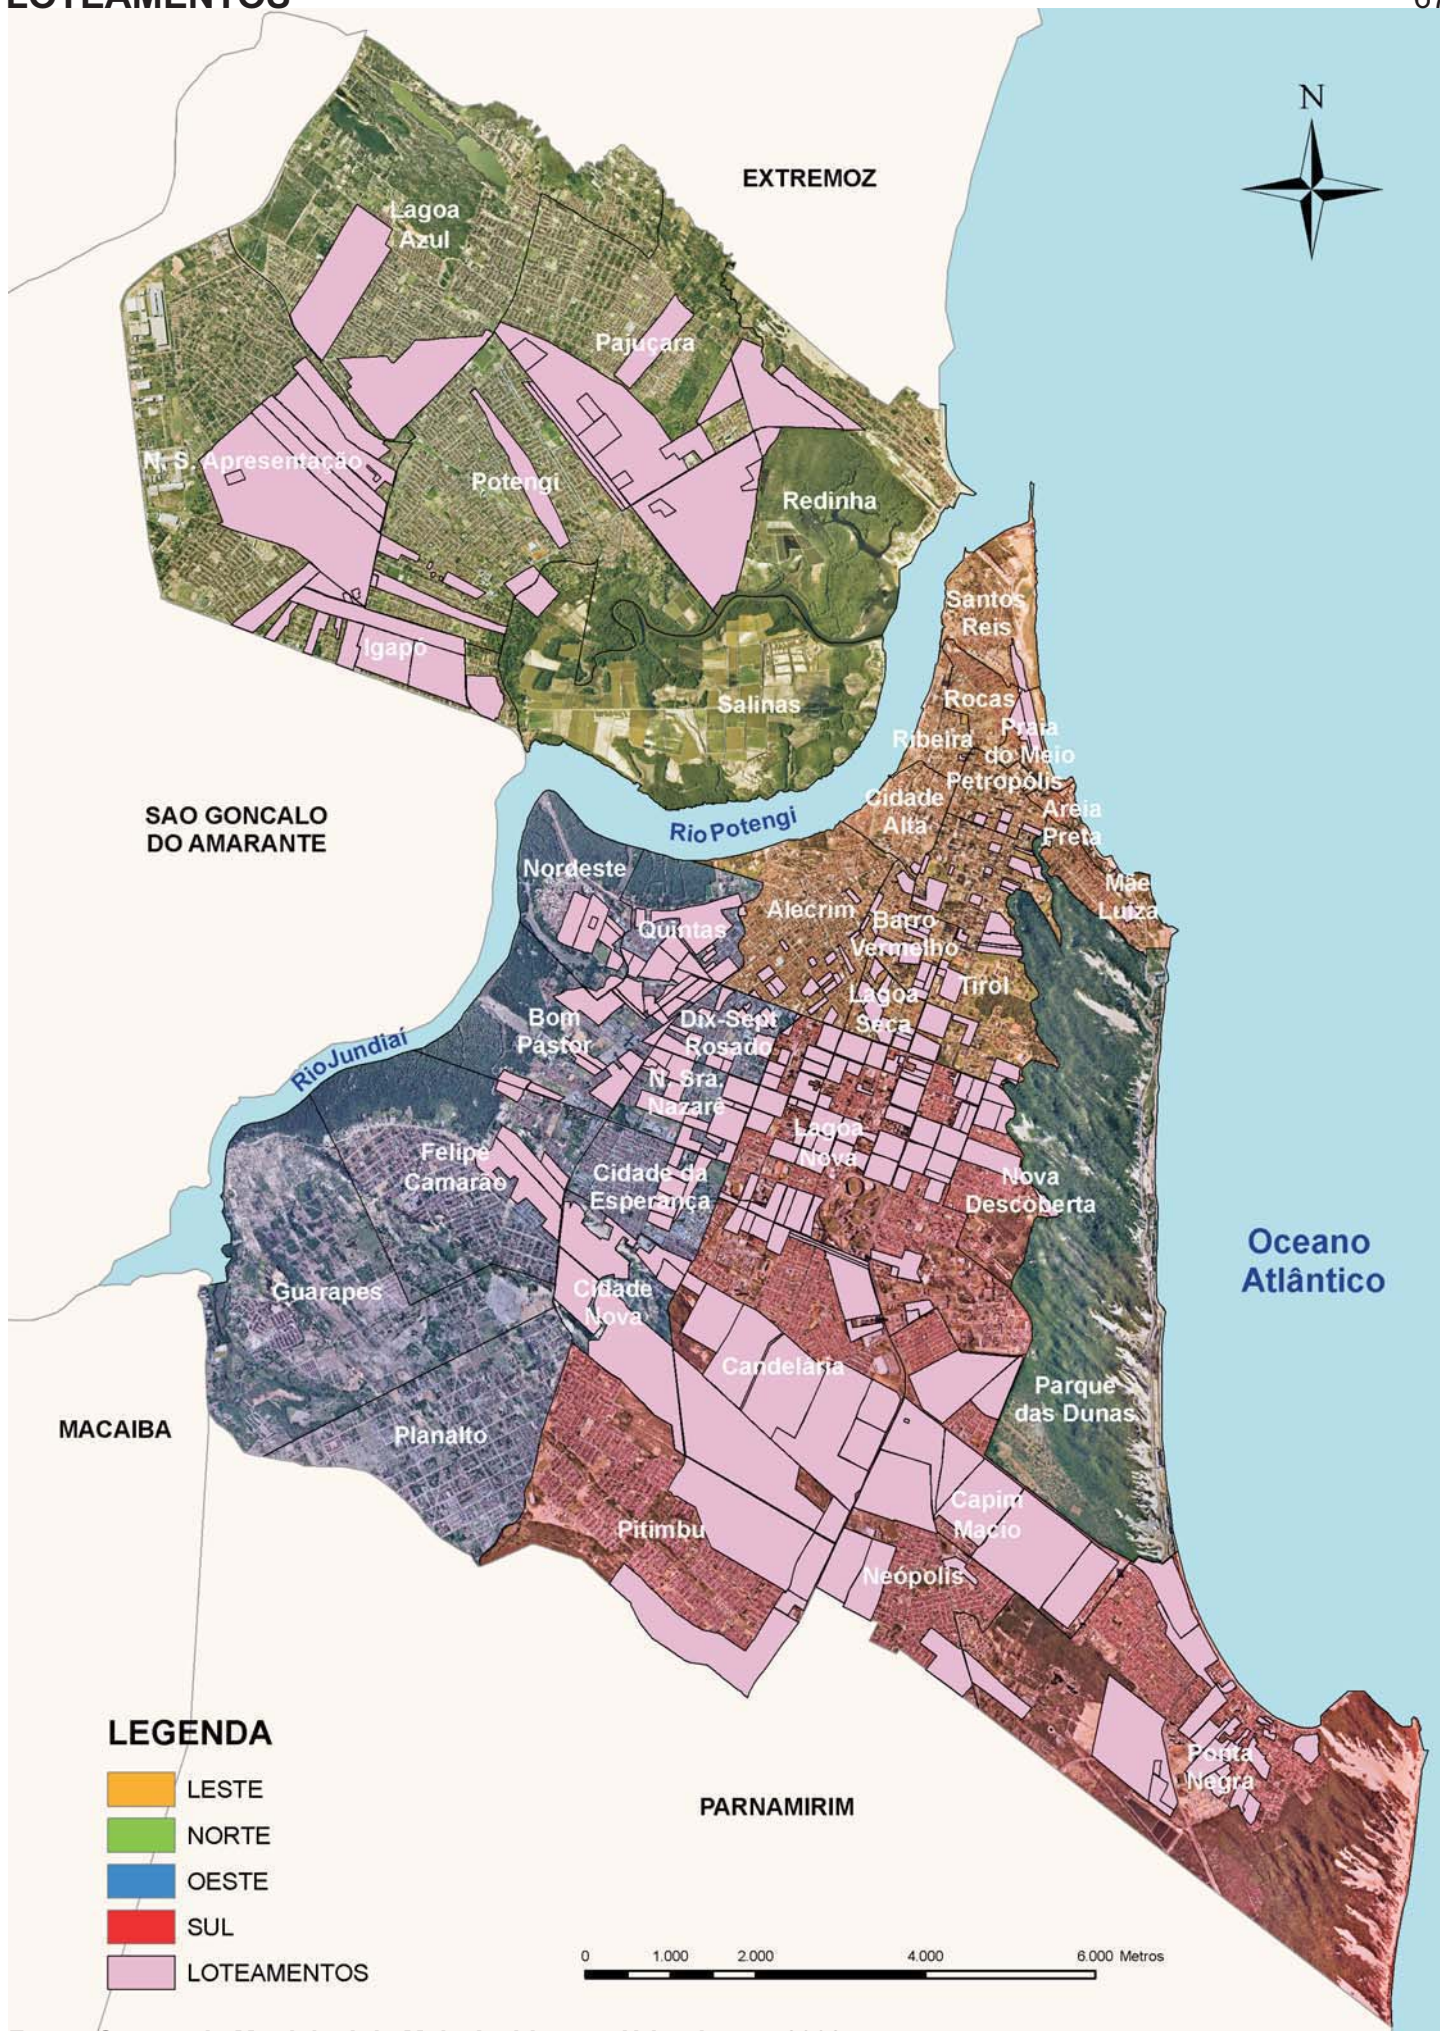 LOTEAMENTOS
N
EXTREMOZ
Lagoa
Azul
Pajuçara
N. S. Apresentação
Potengi
Redinha
Santos
Reis
Igapó
Salinas
Rocas
Ribeira
Praia
do Meio
Petropólis
Cidade
Alta
Areia
Preta
SAO GONCALO
DO AMARANTE
Rio Potengi
Nordeste
Mãe
Luiza
Alecrim
Quintas
Barro
Vermelho
Tirol
Lagoa
Seca
Bom
Pastor
Dix-Sept
Rosado
Rio Jundiaí
N. Sra.
Nazaré
Lagoa
Nova
Felipe
Camarão
Cidade da
Esperança
Nova
Descoberta
Oceano
Atlântico
Guarapes
Cidade
Nova
Candelária
Parque
das Dunas
MACAIBA
Planalto
Capim
Macio
Pitimbu
Neópolis
Ponta
Negra
PARNAMIRIM
LEGENDA
LESTE
NORTE
OESTE
SUL
LOTEAMENTOS
0 1.000 2.000 4.000 6.000 Metros